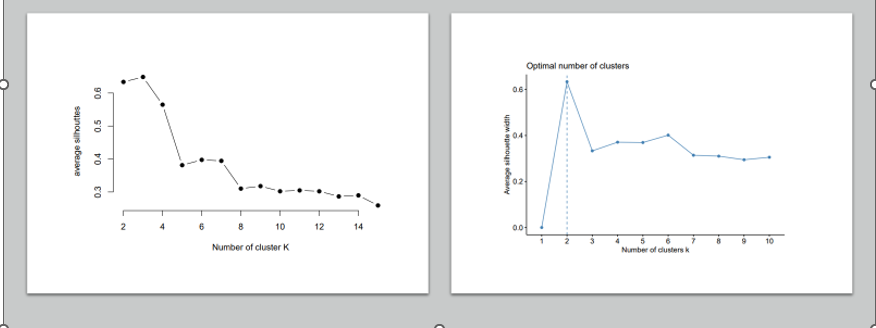 average silhouttes
0.6
0.5
0.4
0.3
2 4 6 8 10 12 14
Number of cluster K
Optimal number of clusters
Average silhouette width
0.6
0.4
0.2
0.0
1 2 3 4 5 6 7 8 9 10
Number of clusters k